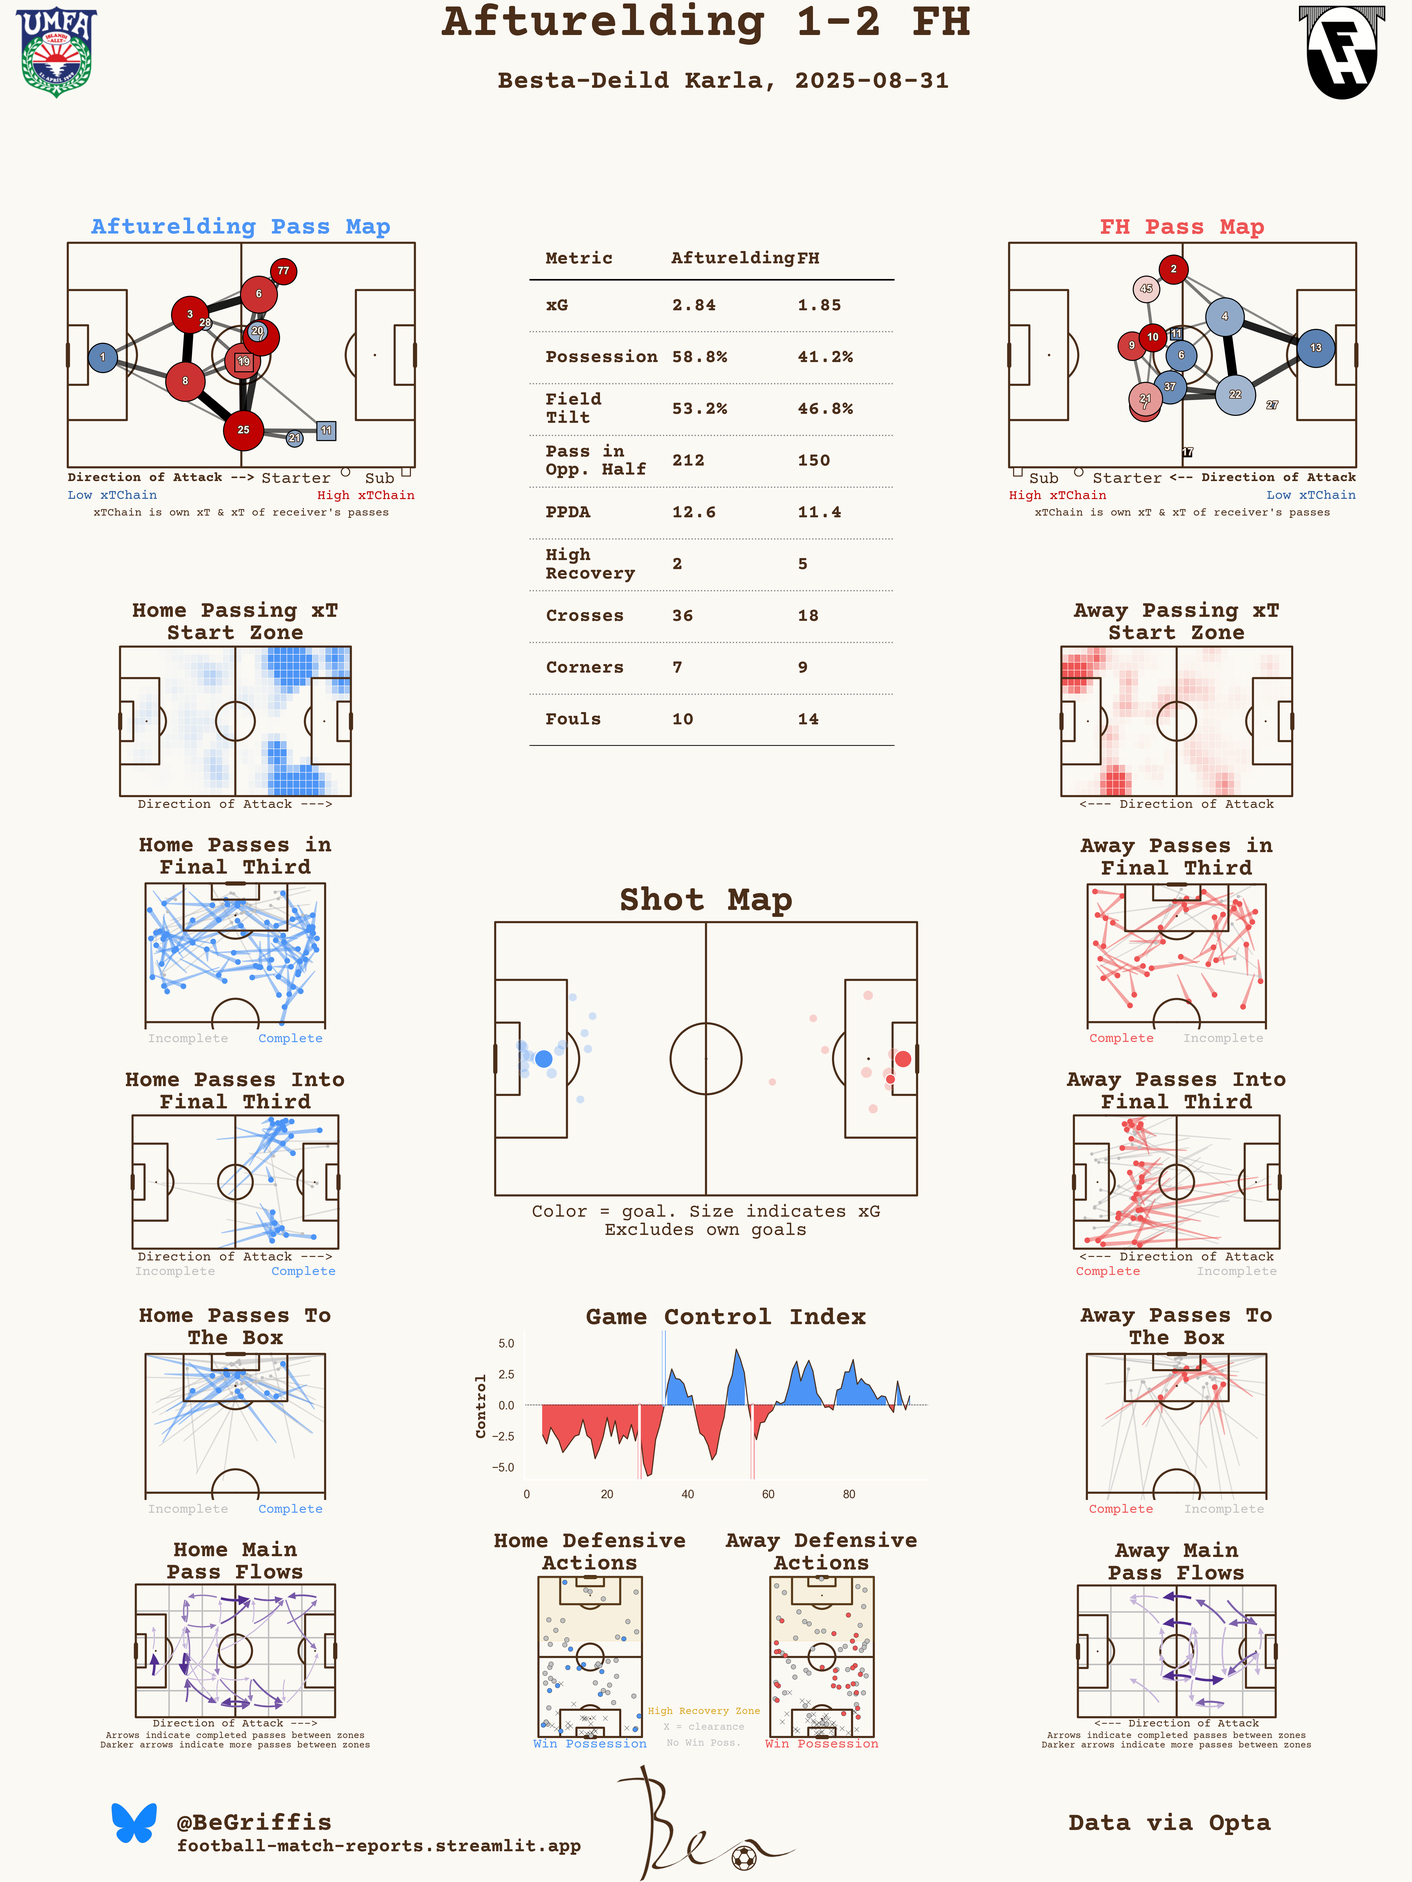 Afturelding 1-2 FH
Besta-Deild Karla, 2025-08-31
UMFA
FH
Afturelding Pass Map
77
6
3
28
20
7
1
19
8
25
21
11
Direction of Attack --> Starter Sub
Low xTChain High xTChain
xTChain is own xT & xT of receiver's passes
Metric Afturelding FH
xG 2.84 1.85
Possession 58.8% 41.2%
Field
Tilt 53.2% 46.8%
Pass in
Opp. Half 212 150
PPDA 12.6 11.4
High
Recovery 2 5
Crosses 36 18
Corners 7 9
Fouls 10 14
FH Pass Map
2
45
4
11
10
9
6
13
37
21
7
22
27
17
Sub Starter <-- Direction of Attack
High xTChain Low xTChain
xTChain is own xT & xT of receiver's passes
Home Passing xT
Start Zone
Direction of Attack --->
Away Passing xT
Start Zone
<--- Direction of Attack
Home Passes in
Final Third
Incomplete Complete
Away Passes in
Final Third
Complete Incomplete
Shot Map
Color = goal. Size indicates xG
Excludes own goals
Home Passes Into
Final Third
Direction of Attack --->
Incomplete Complete
Away Passes Into
Final Third
<--- Direction of Attack
Complete Incomplete
Home Passes To
The Box
Incomplete Complete
Game Control Index
Control
5.0
2.5
0.0
−2.5
−5.0
0 20 40 60 80
Away Passes To
The Box
Complete Incomplete
Home Main
Pass Flows
Direction of Attack --->
Arrows indicate completed passes between zones
Darker arrows indicate more passes between zones
Home Defensive
Actions
Win Possession
Away Defensive
Actions
Win Possession
High Recovery Zone
X = clearance
No Win Poss.
Away Main
Pass Flows
<--- Direction of Attack
Arrows indicate completed passes between zones
Darker arrows indicate more passes between zones
@BeGriffis
football-match-reports.streamlit.app
Ben
Data via Opta